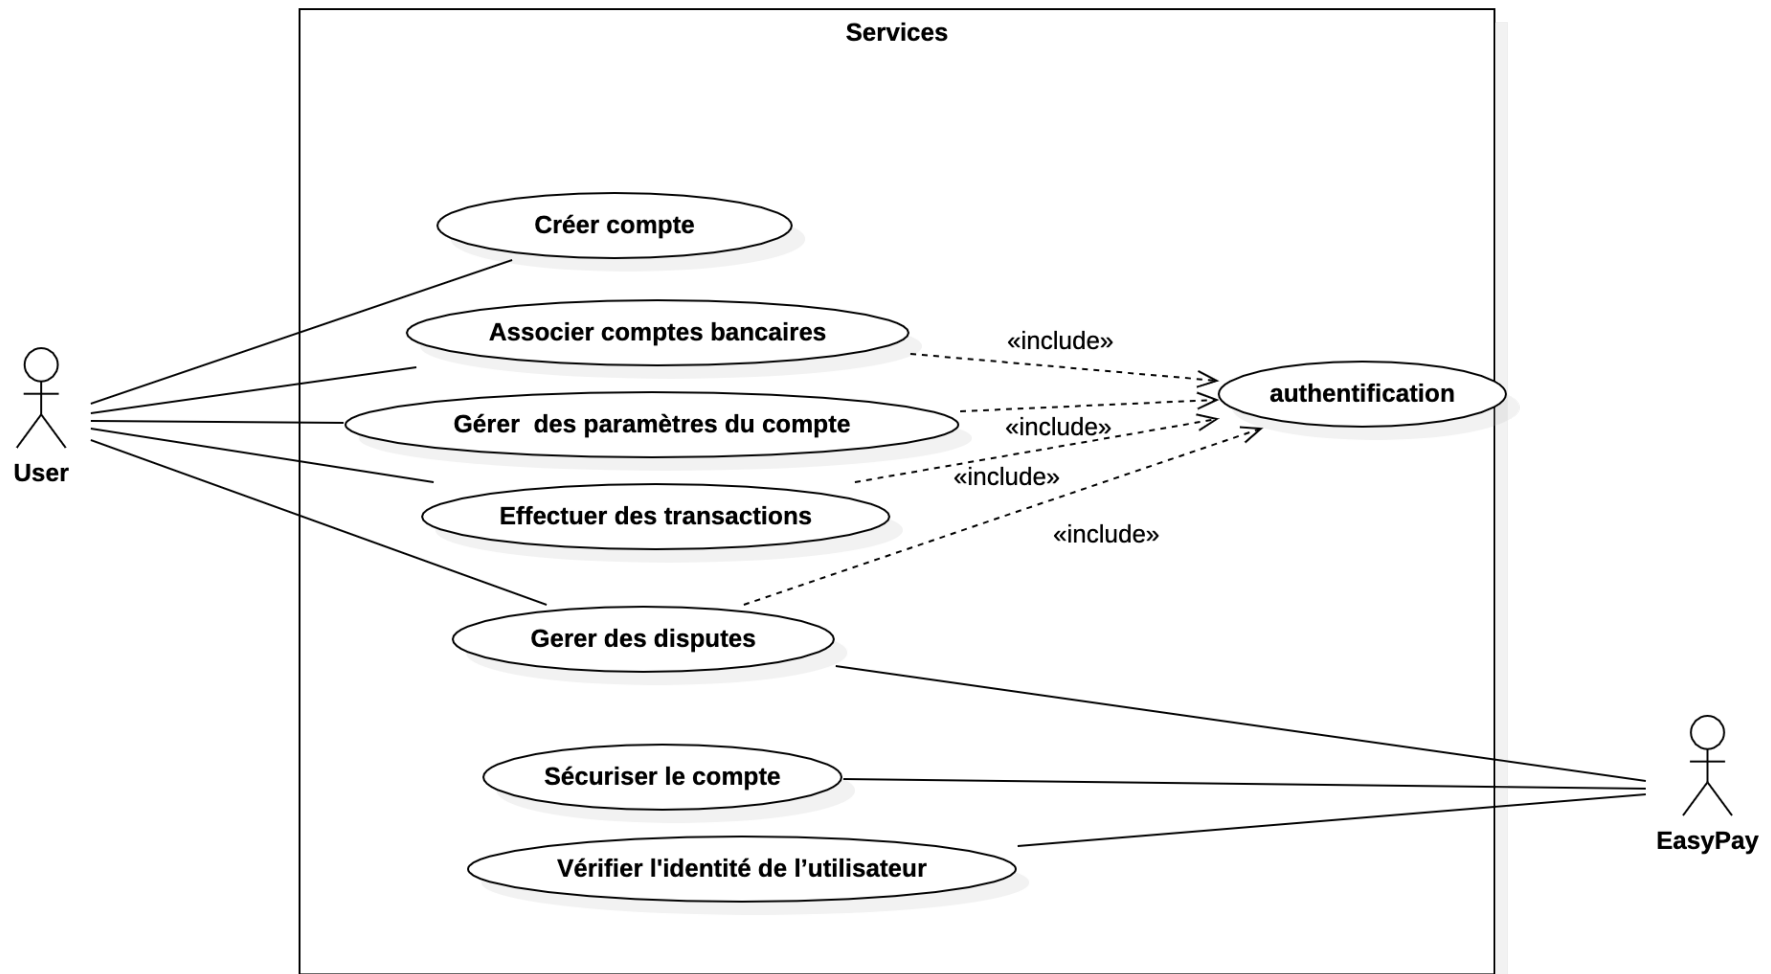 Services
Créer compte
Associer comptes bancaires
«include»
authentification
Gérer  des paramètres du compte
«include»
User
«include»
Effectuer des transactions
«include»
Gerer des disputes
Sécuriser le compte
EasyPay
Vérifier l'identité de l’utilisateur